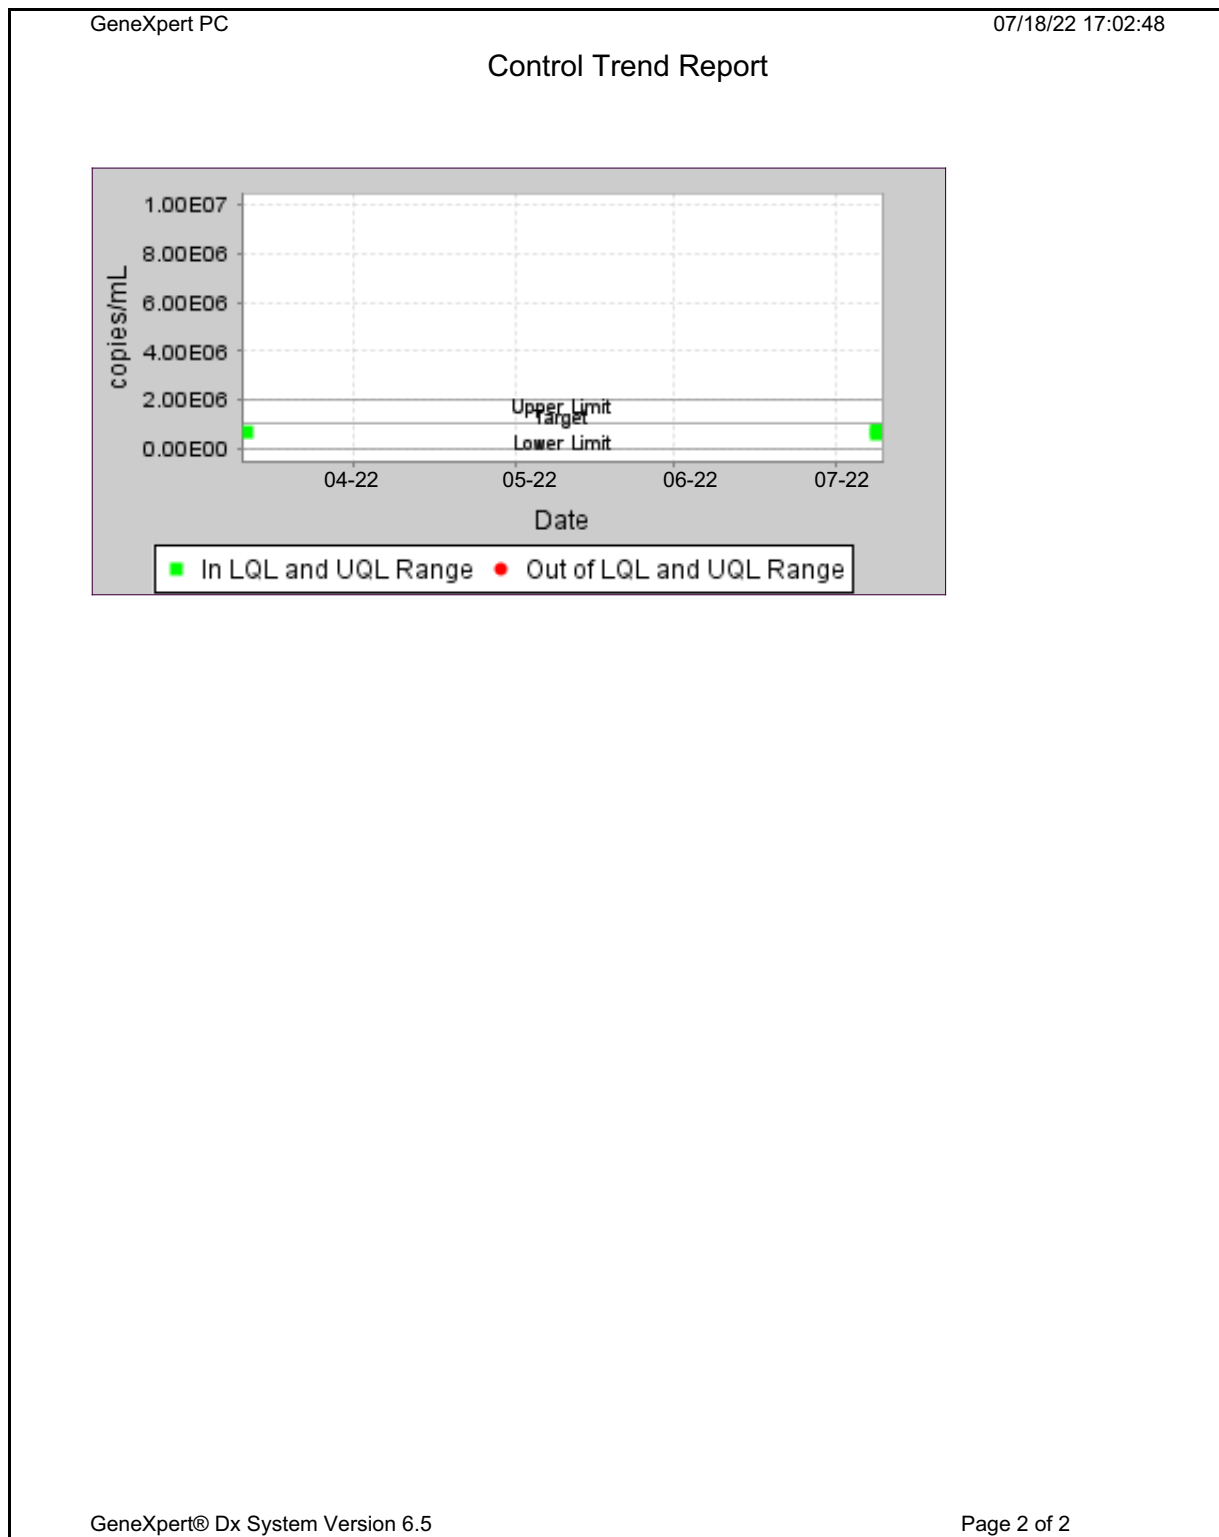 GeneXpert PC 07/18/22 17:02:48
Control Trend Report
1.00E07
8.00E06
6.00E06
4.00E06
2.00E06
0.00E00
copies/mL
Upper Limit
Target
Lower Limit
04-22 05-22 06-22 07-22
Date
In LQL and UQL Range Out of LQL and UQL Range
GeneXpert® Dx System Version 6.5 Page 2 of 2